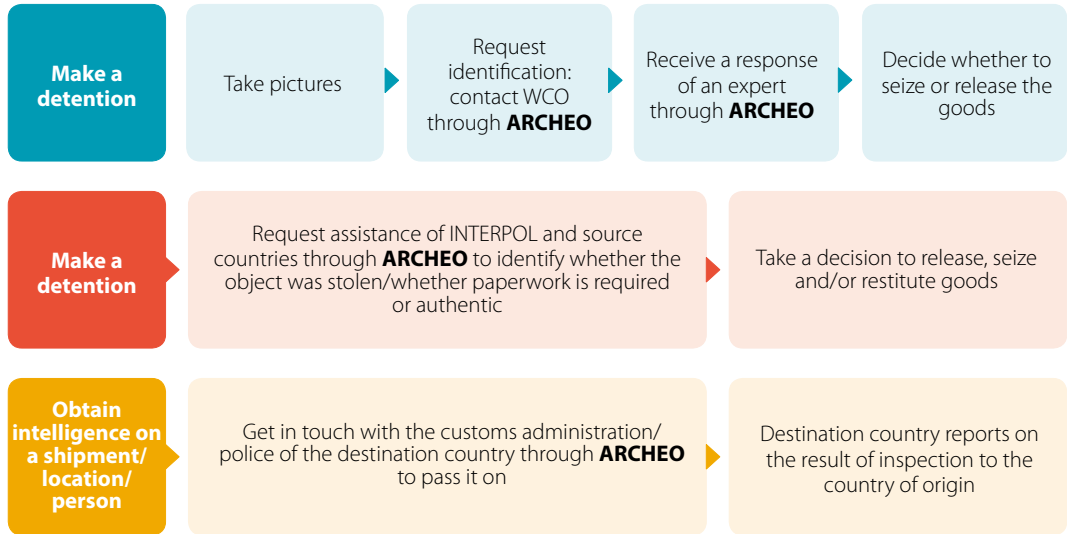 Make a
detention
Take pictures
Request
identification:
contact WCO
through ARCHEO
Receive a response
of an expert
through ARCHEO
Decide whether to
seize or release the
goods
Make a
detention
Request assistance of INTERPOL and source
countries through ARCHEO to identify whether the
object was stolen/whether paperwork is required
or authentic
Take a decision to release, seize
and/or restitute goods
Obtain
intelligence on
a shipment/
location/
person
Get in touch with the customs administration/
police of the destination country through ARCHEO
to pass it on
Destination country reports on
the result of inspection to the
country of origin